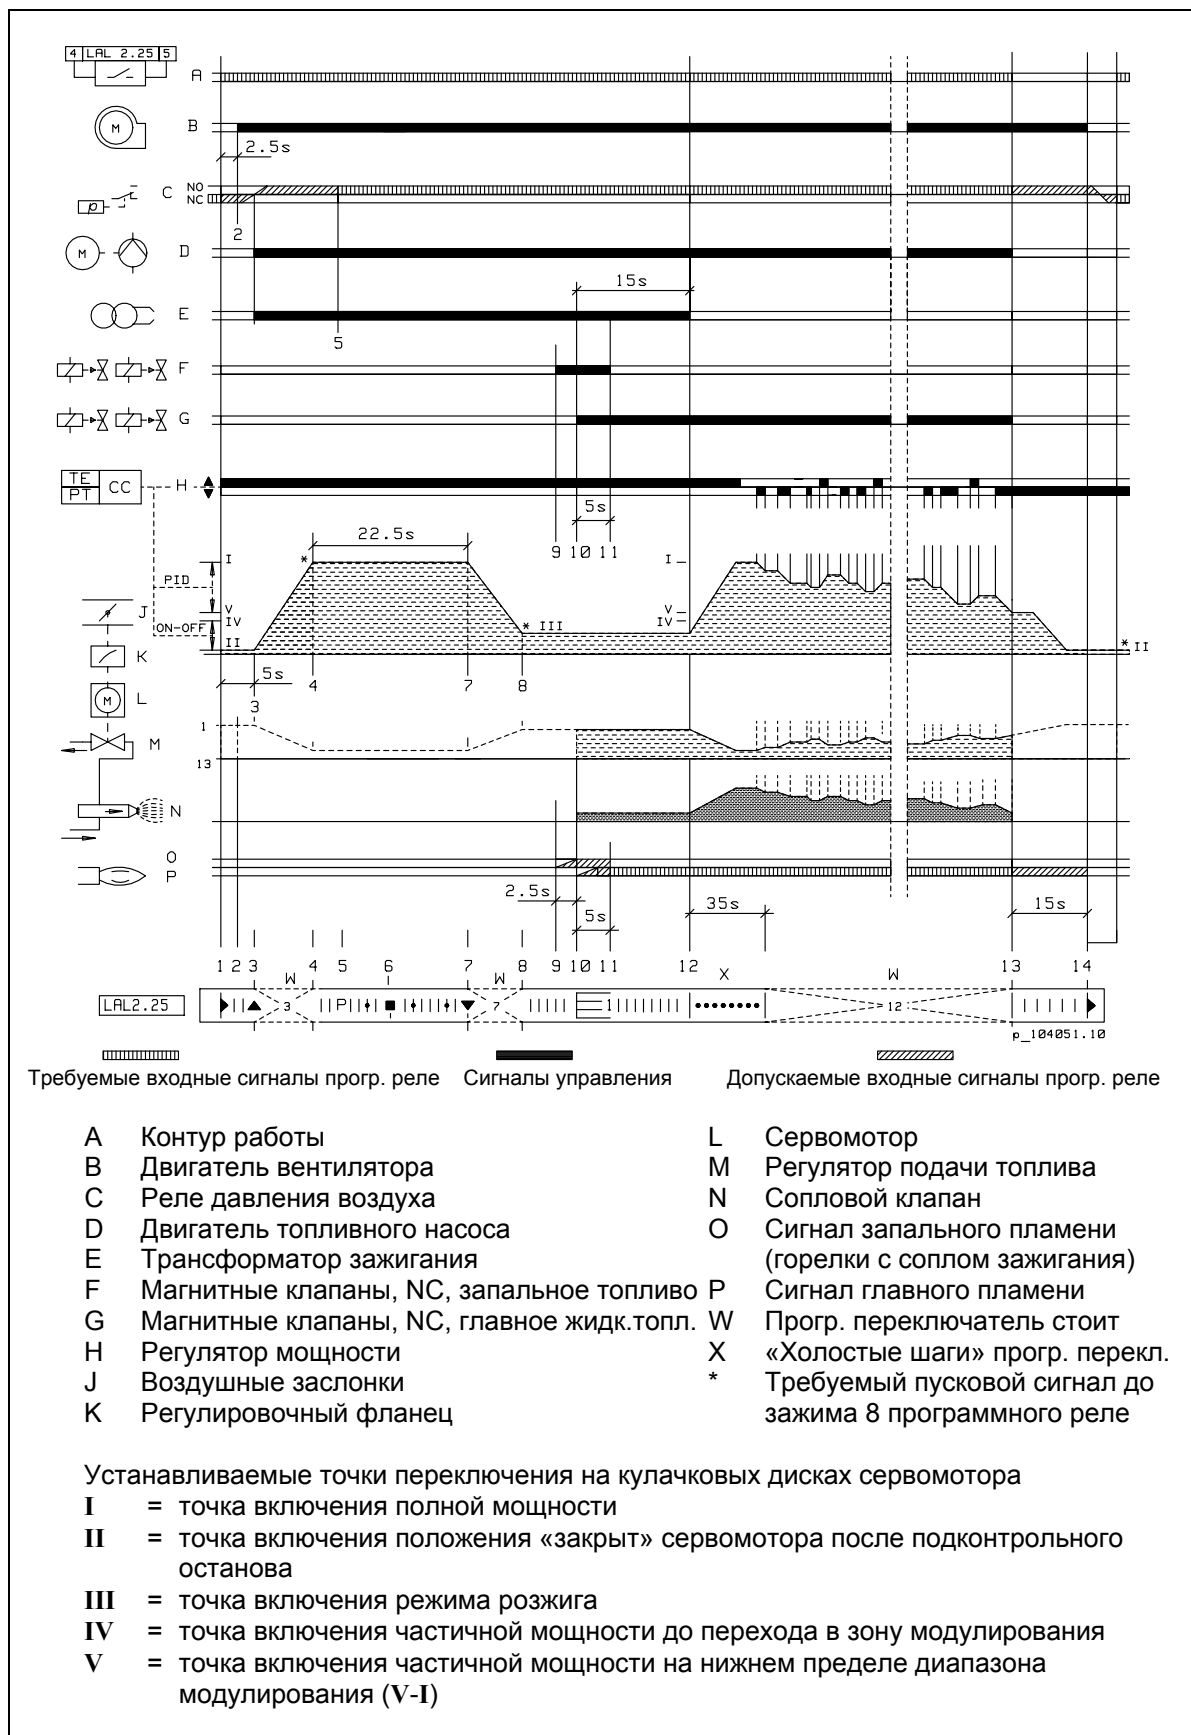 4 LAL 2.25 5
A
M
B
2.5s
C NO
NC
p
2
M
D
15s
E
5
F
G
TE
PT
CC
H
5s
22.5s
9 10 11
* I
I
PID
V
IV
V
IV
J
ON-OFF
* III
II
* II
K
5s
4 7 8
M
L
3
1
M
13
N
O
P
2.5s
35s
15s
5s
1 2 3 4 5 6 7 8 9 10 11 12 13 14
W W X W
LAL2.25
3 P 7 1 12
p_104051.10
Требуемые входные сигналы прогр. реле
Сигналы управления
Допускаемые входные сигналы прогр. реле
A Контур работы
B Двигатель вентилятора
C Реле давления воздуха
D Двигатель топливного насоса
E Трансформатор зажигания
F Магнитные клапаны, NC, запальное топливо
G Магнитные клапаны, NC, главное жидк.топл.
H Регулятор мощности
J Воздушные заслонки
K Регулировочный фланец
L Сервомотор
M Регулятор подачи топлива
N Сопловой клапан
O Сигнал запального пламени
(горелки с соплом зажигания)
P Сигнал главного пламени
W Прогр. переключатель стоит
X «Холостые шаги» прогр. перекл.
* Требуемый пусковой сигнал до
зажима 8 программного реле
Устанавливаемые точки переключения на кулачковых дисках сервомотора
I = точка включения полной мощности
II = точка включения положения «закрыт» сервомотора после подконтрольного
останова
III = точка включения режима розжига
IV = точка включения частичной мощности до перехода в зону модулирования
V = точка включения частичной мощности на нижнем пределе диапазона
модулирования (V-I)